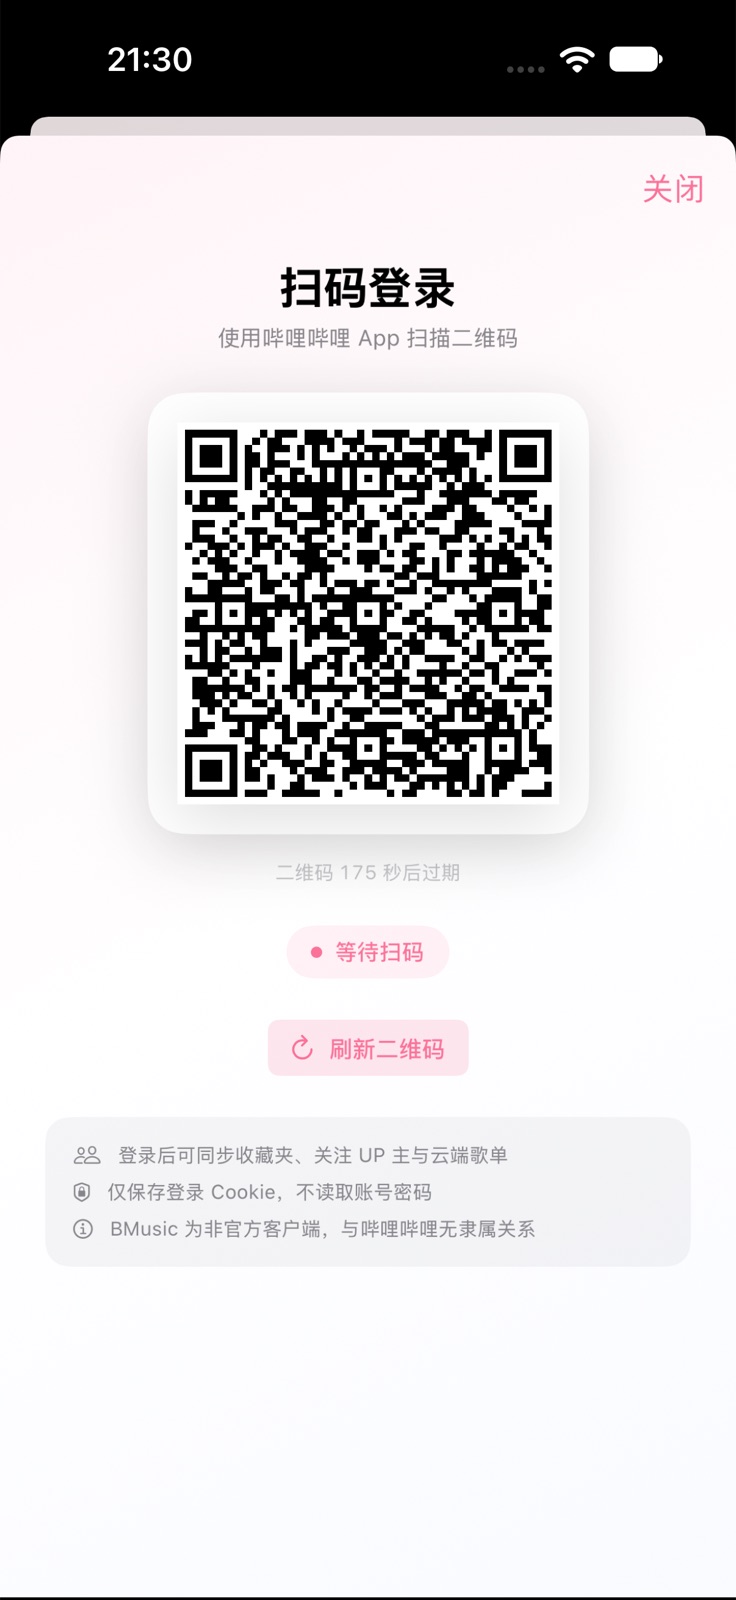 21:30
关闭
扫码登录
使用哔哩哔哩 App 扫描二维码
二维码 175 秒后过期
等待扫码
刷新二维码
登录后可同步收藏夹、关注 UP 主与云端歌单
仅保存登录 Cookie，不读取账号密码
BMusic 为非官方客户端，与哔哩哔哩无隶属关系